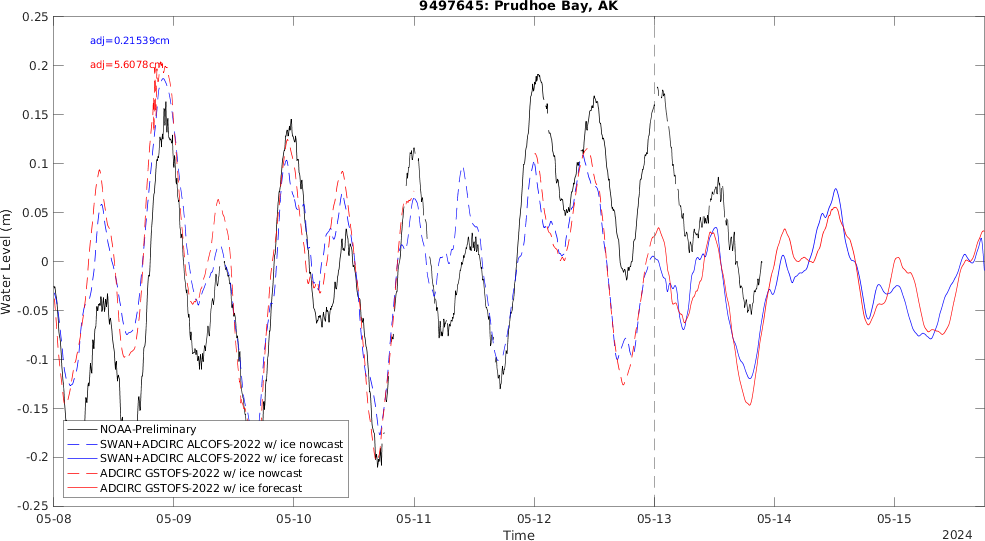 9497645: Prudhoe Bay, AK
0.25
adj=0.21539cm
adj=5.6078cm
0.2
0.15
0.1
0.05
0
-0.05
-0.1
-0.15
-0.2
-0.25
Water Level (m)
NOAA-Preliminary
SWAN+ADCIRC ALCOFS-2022 w/ ice nowcast
SWAN+ADCIRC ALCOFS-2022 w/ ice forecast
ADCIRC GSTOFS-2022 w/ ice nowcast
ADCIRC GSTOFS-2022 w/ ice forecast
05-08 05-09 05-10 05-11 05-12 05-13 05-14 05-15
Time
2024